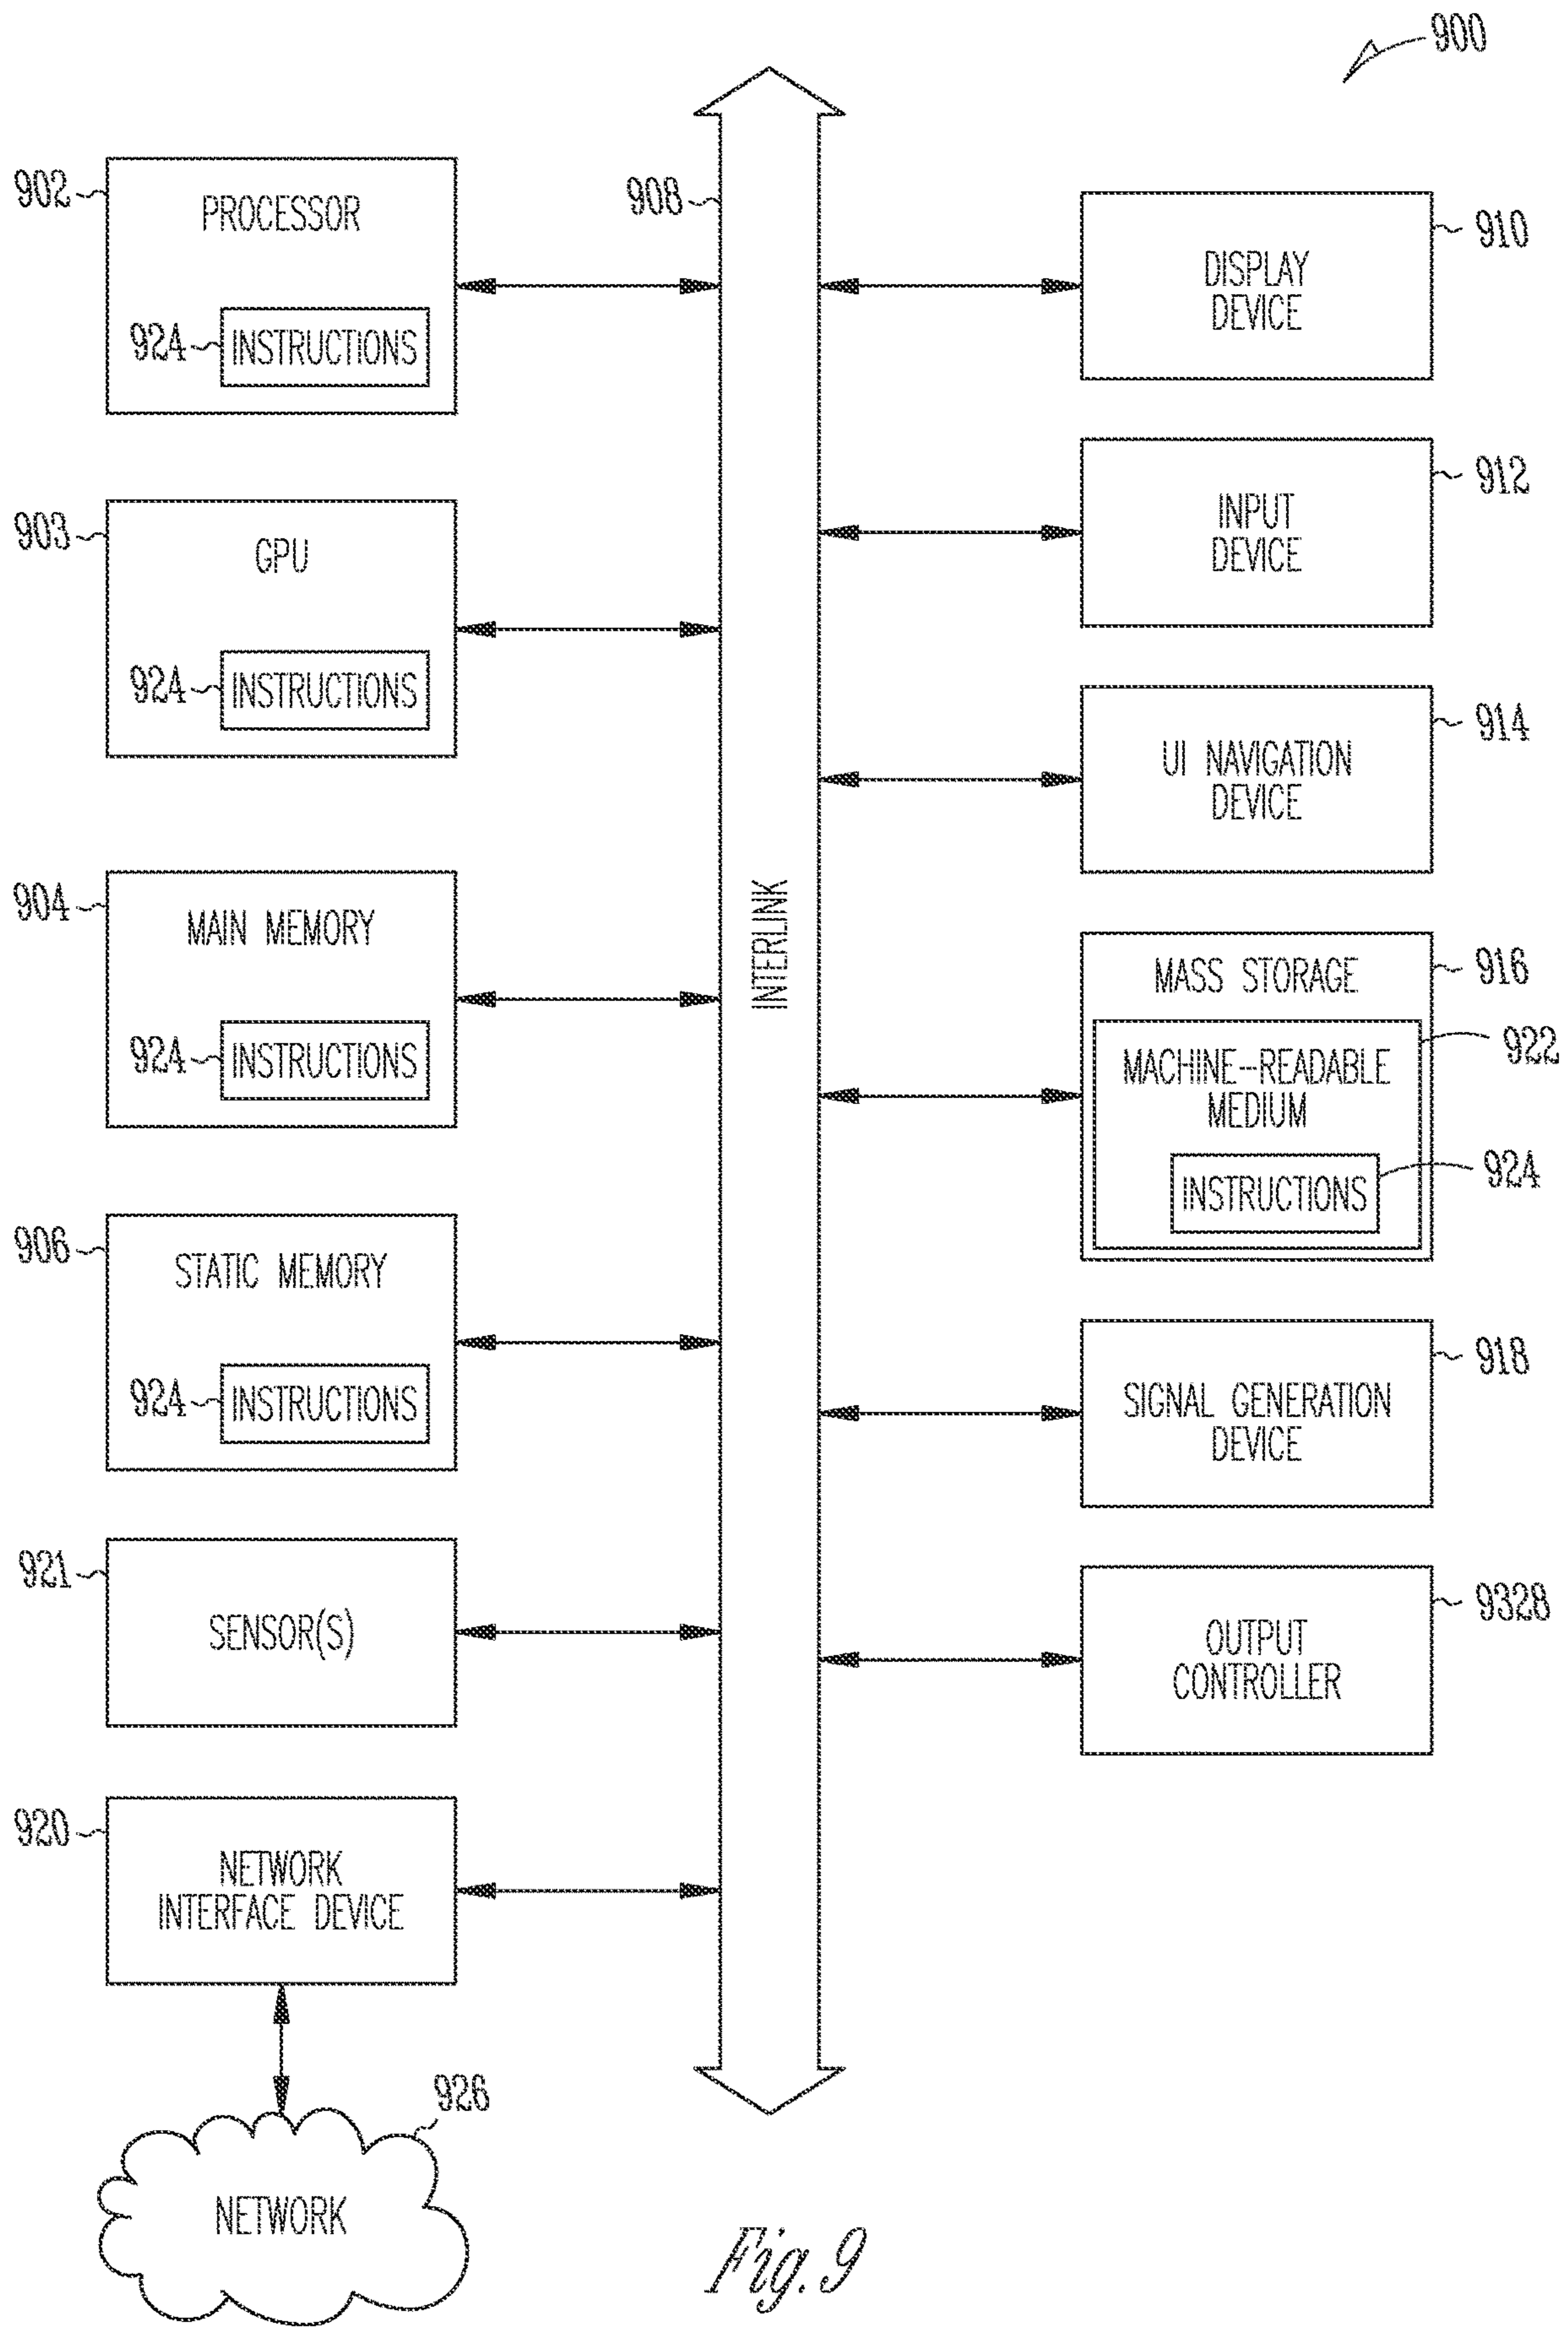 900
902
PROCESSOR
924
INSTRUCTIONS
903
GPU
924
INSTRUCTIONS
904
MAIN MEMORY
924
INSTRUCTIONS
906
STATIC MEMORY
924
INSTRUCTIONS
921
SENSOR(S)
920
NETWORK
INTERFACE DEVICE
926
NETWORK
908
INTERLINK
910
DISPLAY
DEVICE
912
INPUT
DEVICE
914
UI NAVIGATION
DEVICE
916
MASS STORAGE
922
MACHINE-READABLE
MEDIUM
924
INSTRUCTIONS
918
SIGNAL GENERATION
DEVICE
9328
OUTPUT
CONTROLLER
Fig. 9